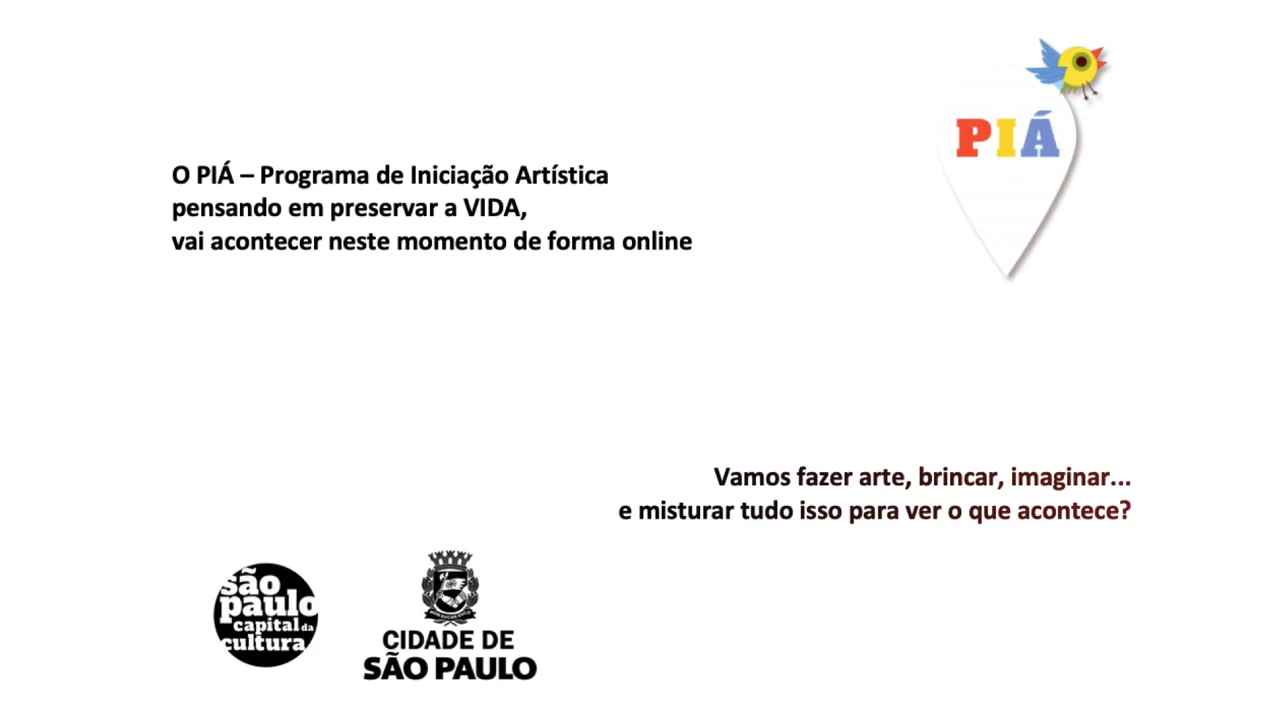 PIÁ
O PIÁ – Programa de Iniciação Artística
pensando em preservar a VIDA,
vai acontecer neste momento de forma online
Vamos fazer arte, brincar, imaginar...
e misturar tudo isso para ver o que acontece?
são
paulo
capital da
cultura
CIDADE DE
SÃO PAULO